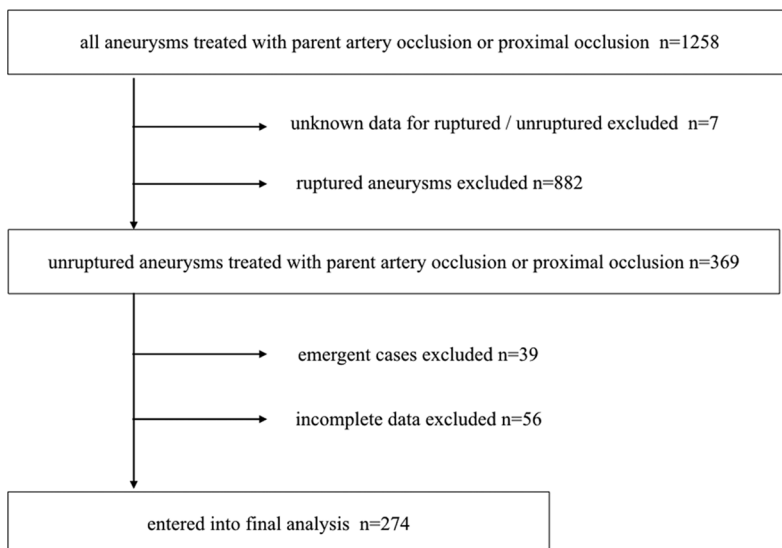 all aneurysms treated with parent artery occlusion or proximal occlusion n=1258
unknown data for ruptured / unruptured excluded n=7
ruptured aneurysms excluded n=882
unruptured aneurysms treated with parent artery occlusion or proximal occlusion n=369
emergent cases excluded n=39
incomplete data excluded n=56
entered into final analysis n=274